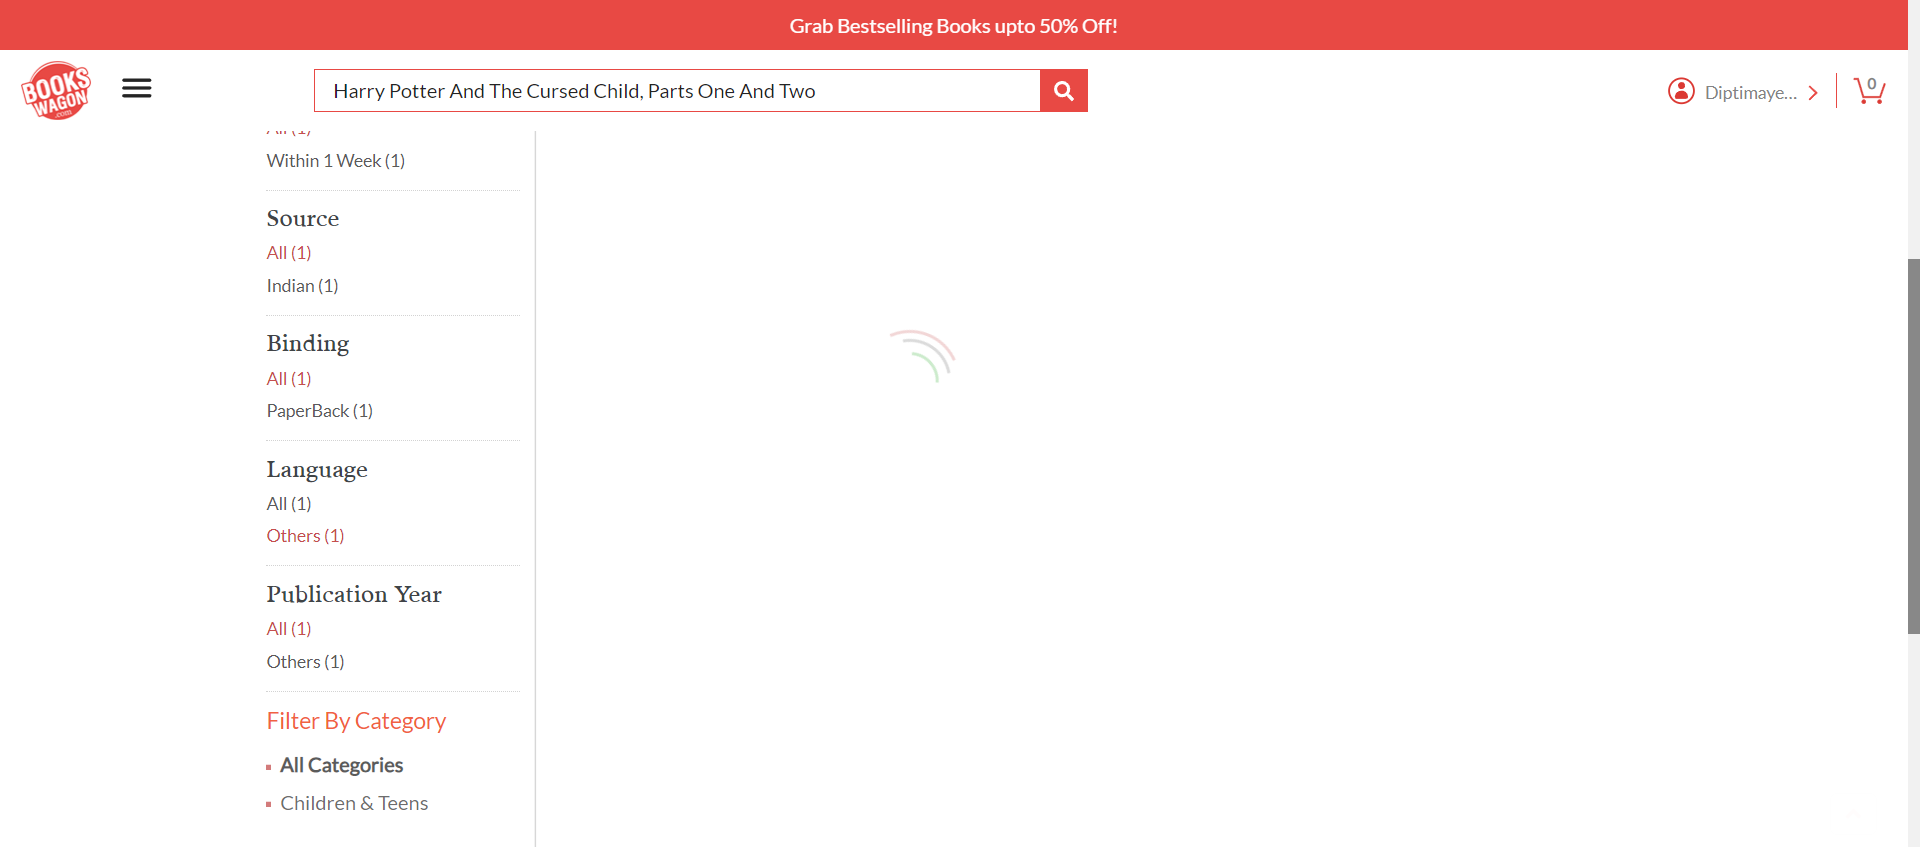 Grab Bestselling Books upto 50% Off!
BOOKS
WAGON
.com
Harry Potter And The Cursed Child, Parts One And Two
Diptimaye...
0
All (1)
Within 1 Week (1)
Source
All (1)
Indian (1)
Binding
All (1)
PaperBack (1)
Language
All (1)
Others (1)
Publication Year
All (1)
Others (1)
Filter By Category
All Categories
Children & Teens